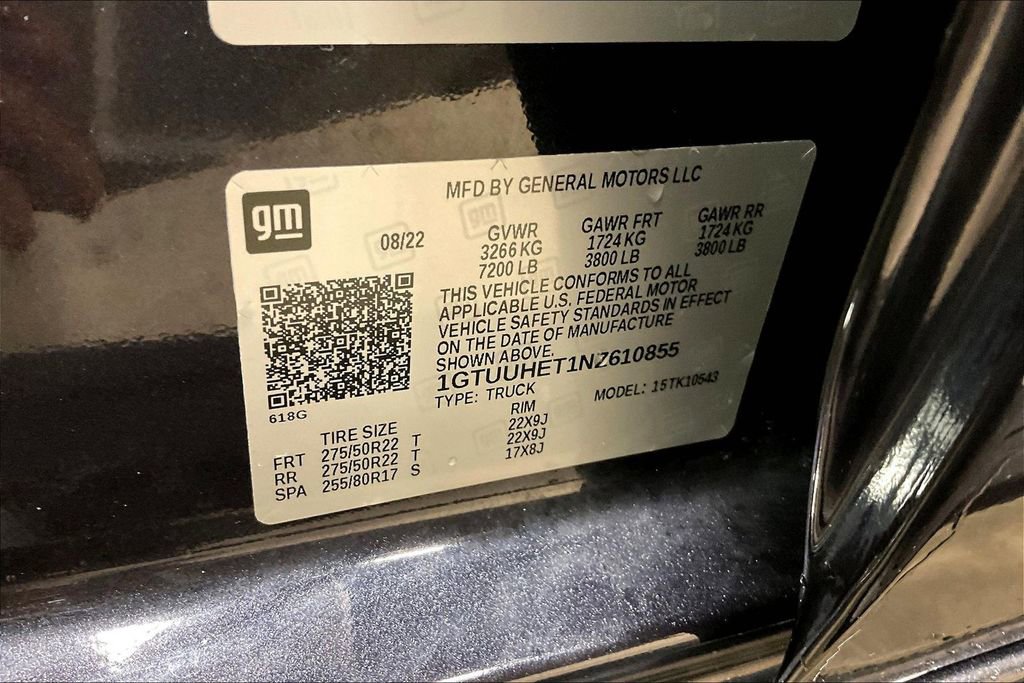 MFD BY GENERAL MOTORS LLC
gm
08/22
GVWR GAWR FRT GAWR RR
3266 KG 1724 KG 1724 KG
7200 LB 3800 LB 3800 LB
THIS VEHICLE CONFORMS TO ALL
APPLICABLE U.S. FEDERAL MOTOR
VEHICLE SAFETY STANDARDS IN EFFECT
ON THE DATE OF MANUFACTURE
SHOWN ABOVE.
1GTUUHET1NZ610855
TYPE: TRUCK MODEL: 15TK10543
618G
TIRE SIZE RIM
FRT 275/50R22 T 22X9J
RR 275/50R22 T 22X9J
SPA 255/80R17 S 17X8J